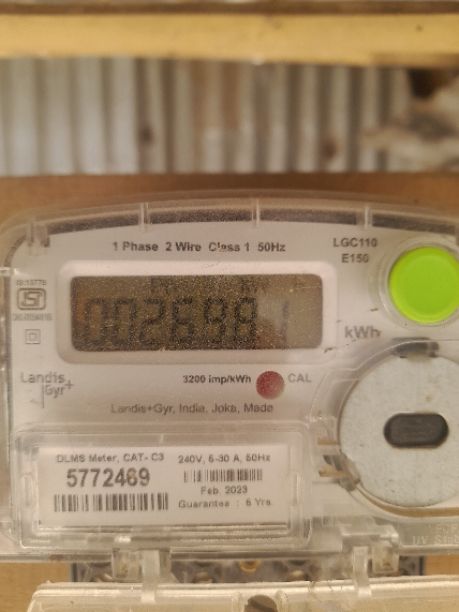 1 Phase 2 Wire Class 1 50Hz
LGC110
E150
kWh
Landis
Gyr+
3200 imp/kWh
CAL
Landis+Gyr, India, Joka, Made
DLMS Meter, CAT- C3
240V, 5-30 A, 50Hz
5772469
Feb. 2023
Guarantee : 5 Yrs.